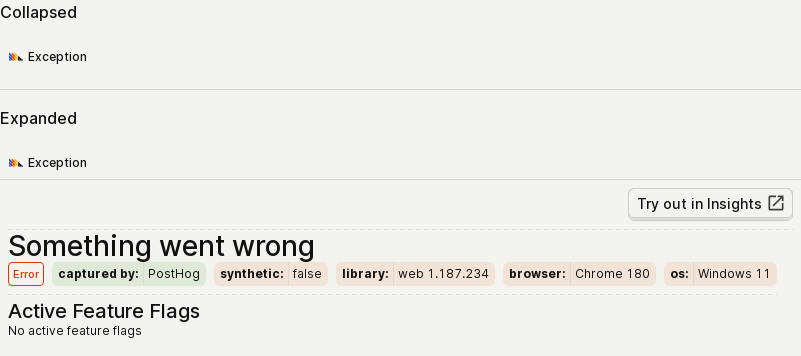 Collapsed
Exception
Expanded
Exception
Try out in Insights
Something went wrong
Error captured by: PostHog synthetic: false library: web 1.187.234 browser: Chrome 180 os: Windows 11
Active Feature Flags
No active feature flags